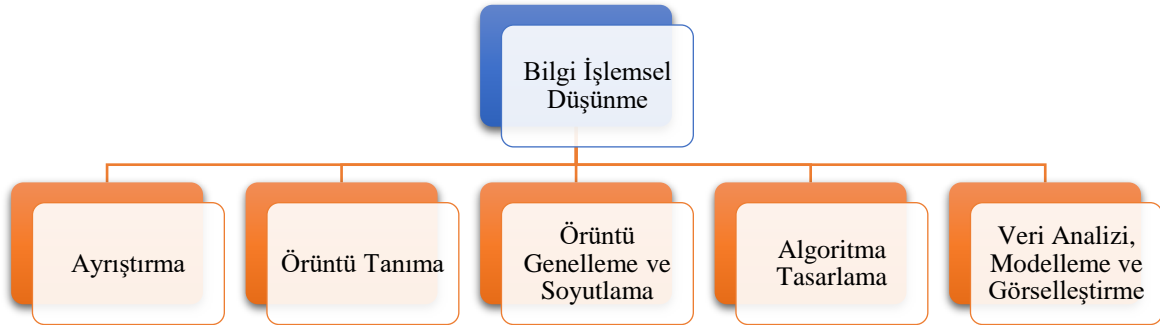 Bilgi İşlemsel
Düşünme
Ayrıştırma
Örüntü Tanıma
Örüntü
Genelleme ve
Soyutlama
Algoritma
Tasarlama
Veri Analizi,
Modelleme ve
Görselleştirme